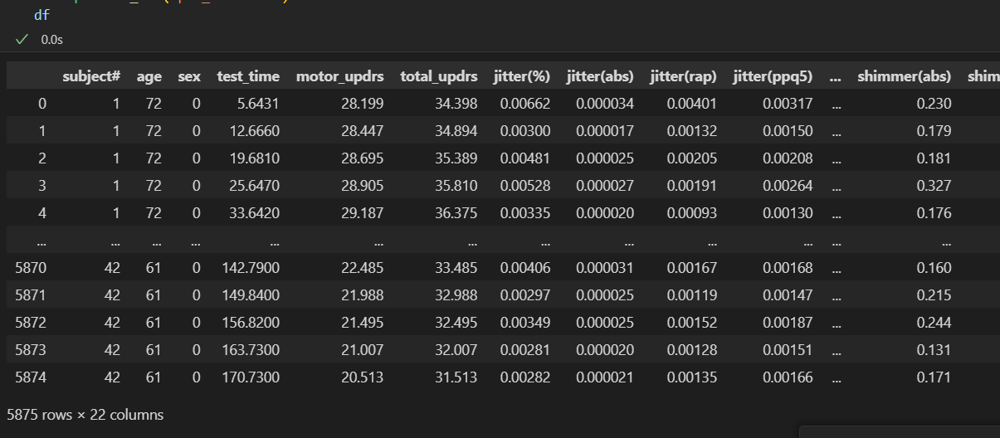 df
0.0s
subject# age sex test_time motor_updrs total_updrs jitter(%) jitter(abs) jitter(rap) jitter(ppq5) ... shimmer(abs) shim
0 1 72 0 5.6431 28.199 34.398 0.00662 0.000034 0.00401 0.00317 ... 0.230
1 1 72 0 12.6660 28.447 34.894 0.00300 0.000017 0.00132 0.00150 ... 0.179
2 1 72 0 19.6810 28.695 35.389 0.00481 0.000025 0.00205 0.00208 ... 0.181
3 1 72 0 25.6470 28.905 35.810 0.00528 0.000027 0.00191 0.00264 ... 0.327
4 1 72 0 33.6420 29.187 36.375 0.00335 0.000020 0.00093 0.00130 ... 0.176
... ... ... ... ... ... ... ... ... ... ... ... ...
5870 42 61 0 142.7900 22.485 33.485 0.00406 0.000031 0.00167 0.00168 ... 0.160
5871 42 61 0 149.8400 21.988 32.988 0.00297 0.000025 0.00119 0.00147 ... 0.215
5872 42 61 0 156.8200 21.495 32.495 0.00349 0.000025 0.00152 0.00187 ... 0.244
5873 42 61 0 163.7300 21.007 32.007 0.00281 0.000020 0.00128 0.00151 ... 0.131
5874 42 61 0 170.7300 20.513 31.513 0.00282 0.000021 0.00135 0.00166 ... 0.171
5875 rows × 22 columns